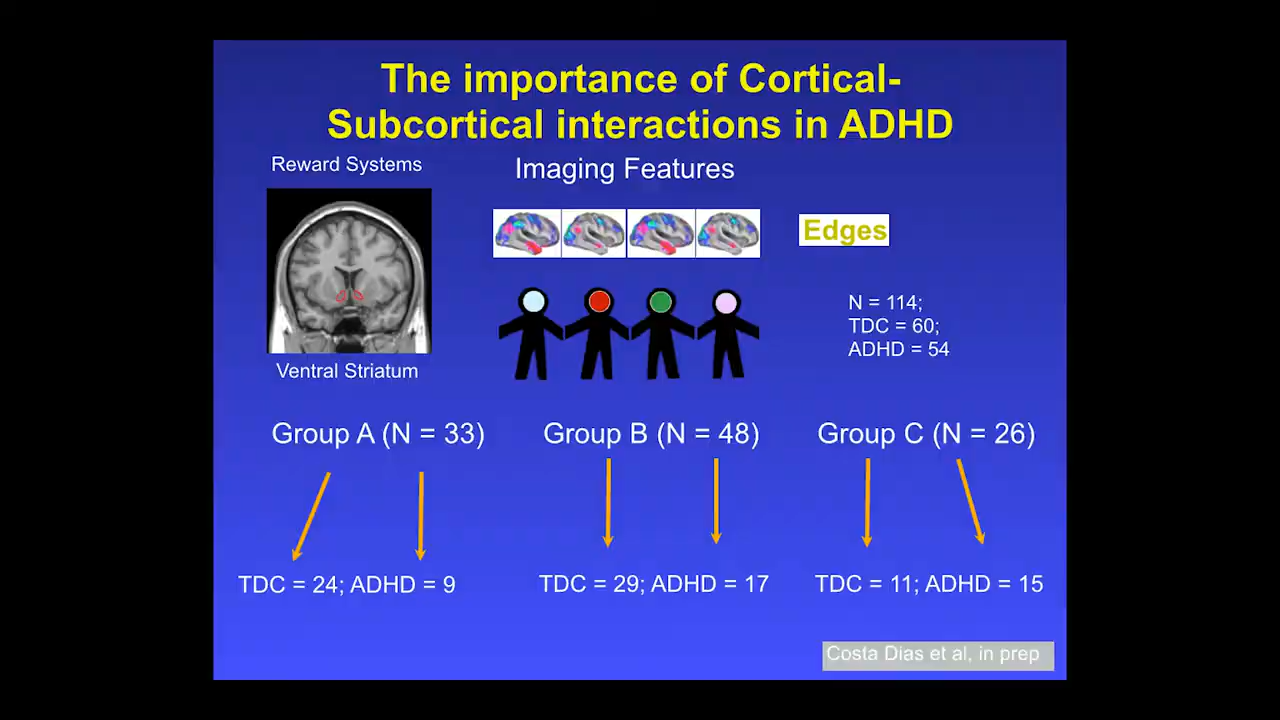 The importance of Cortical-
Subcortical interactions in ADHD
Reward Systems
Imaging Features
Edges
N = 114;
TDC = 60;
ADHD = 54
Ventral Striatum
Group A (N = 33)
Group B (N = 48)
Group C (N = 26)
TDC = 24; ADHD = 9
TDC = 29; ADHD = 17
TDC = 11; ADHD = 15
Costa Dias et al, in prep